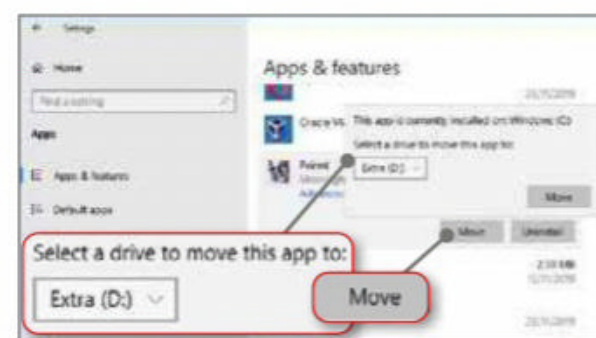 Settings
Home
Apps & features
Find a setting
Apps
This app is currently installed on: Windows (C:)
Select a drive to move this app to:
Extra (D:)
Apps & features
Move
Default apps
Move
Uninstall
Select a drive to move this app to:
Extra (D:)
Move